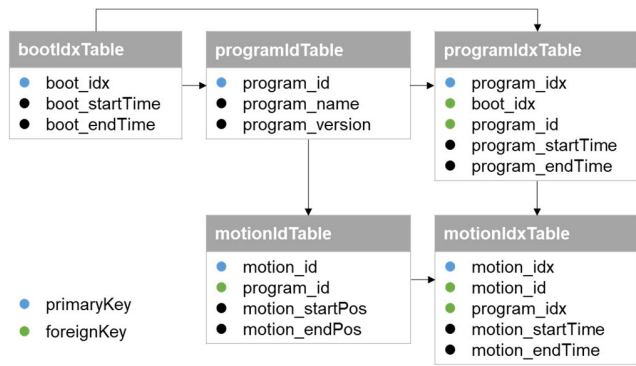 bootIdxTable
boot_idx
boot_startTime
boot_endTime
programIdTable
program_id
program_name
program_version
programIdxTable
program_idx
boot_idx
program_id
program_startTime
program_endTime
motionIdTable
motion_id
program_id
motion_startPos
motion_endPos
motionIdxTable
motion_idx
motion_id
program_idx
motion_startTime
motion_endTime
primaryKey
foreignKey